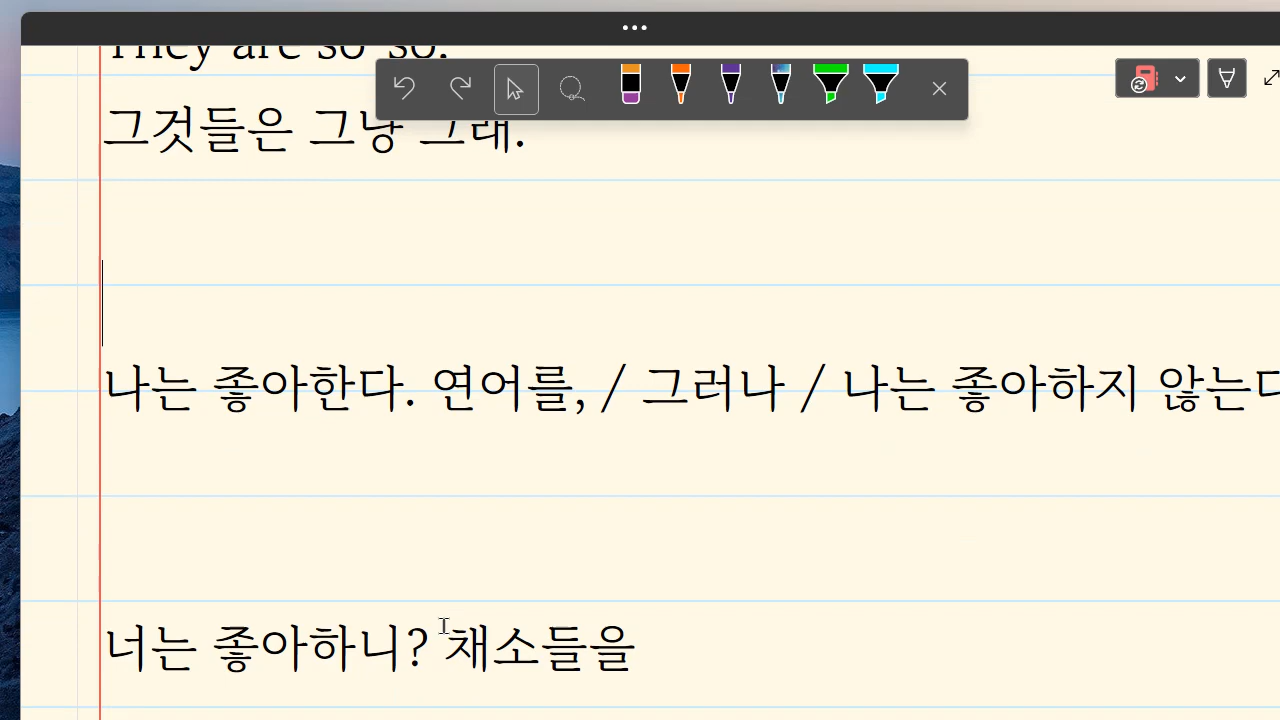 They are so so.
그것들은 그냥 그래.
나는 좋아한다. 연어를, / 그러나 / 나는 좋아하지 않는다
너는 좋아하니? 채소들을